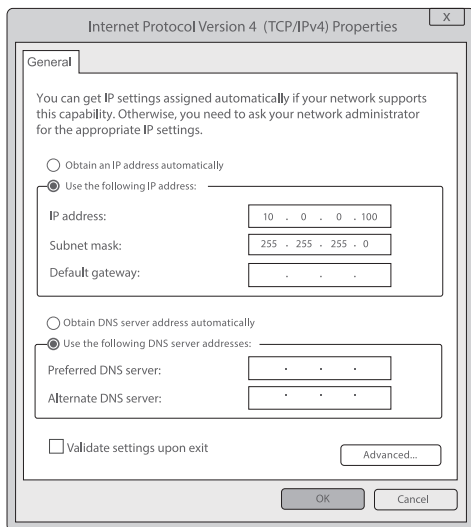 Internet Protocol Version 4 (TCP/IPv4) Properties
X
General
You can get IP settings assigned automatically if your network supports
this capability. Otherwise, you need to ask your network administrator
for the appropriate IP settings.
Obtain an IP address automatically
Use the following IP address:
IP address: 10 . 0 . 0 . 100
Subnet mask: 255 . 255 . 255 . 0
Default gateway: . . .
Obtain DNS server address automatically
Use the following DNS server addresses:
Preferred DNS server: . . .
Alternate DNS server: . . .
Validate settings upon exit
Advanced...
OK Cancel